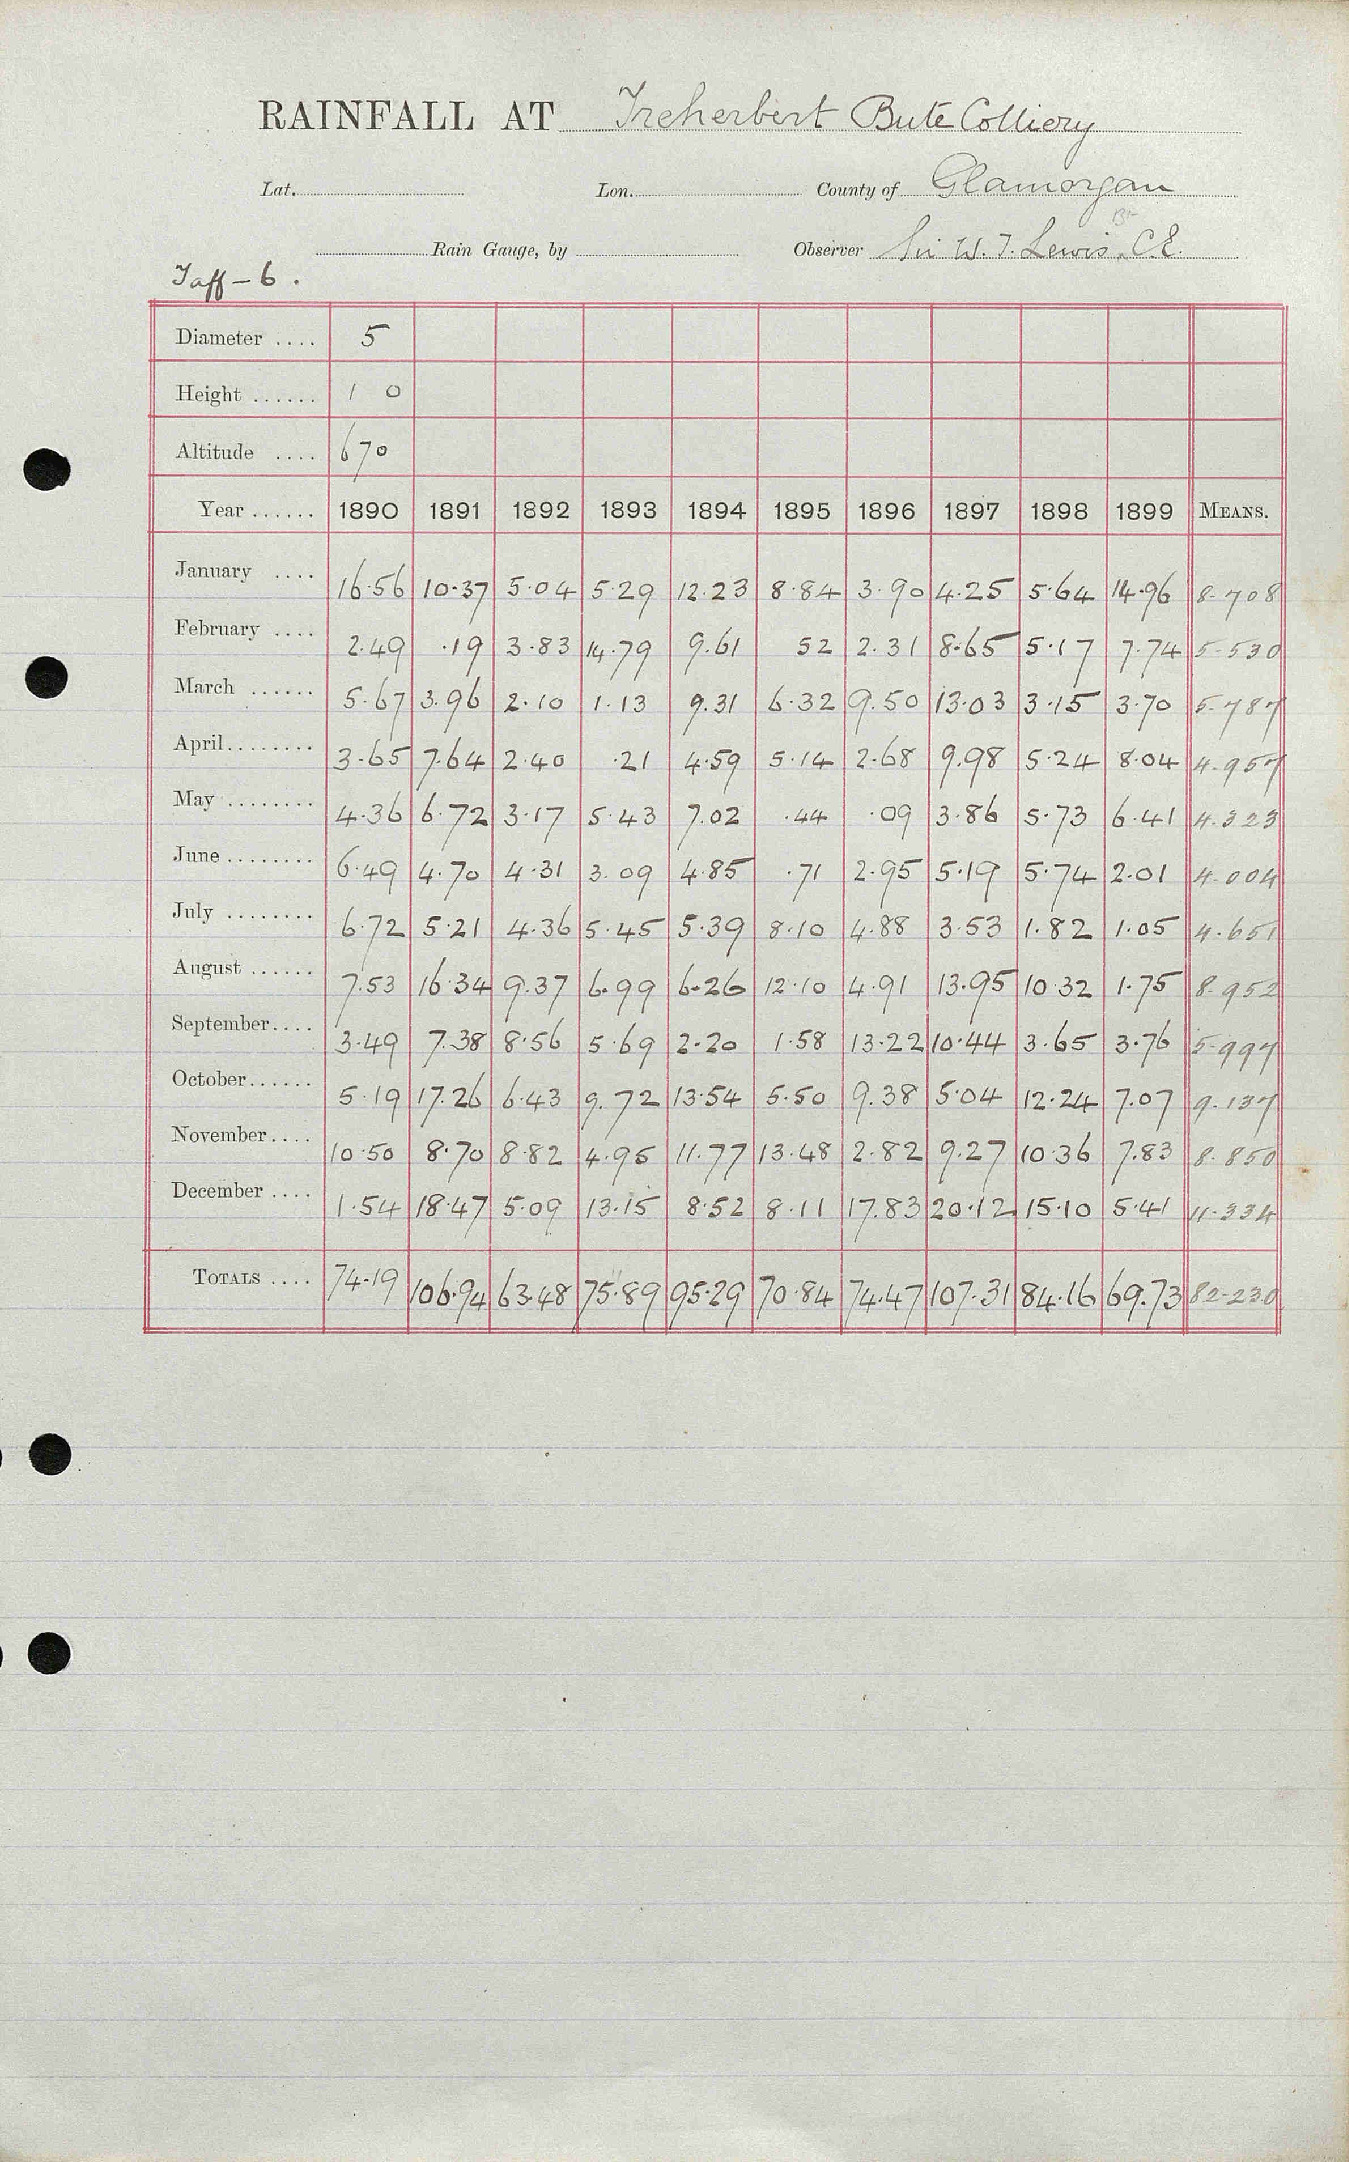 RAINFALL AT Treherbert Bute Colliery
Lat. Lon. County of Glamorgan
Rain Gauge, by Observer Sir W. T. Lewis, Bt C.E.
Taff - 6 .
Diameter .... 5
Height ...... 1 0
Altitude .... 670
Year ...... 1890 1891 1892 1893 1894 1895 1896 1897 1898 1899 MEANS.
January .... 16.56 10.37 5.04 5.29 12.23 8.84 3.90 4.25 5.64 14.96 8.708
February .... 2.49 .19 3.83 14.79 9.61 52 2.31 8.65 5.17 7.74 5.530
March ...... 5.67 3.96 2.10 1.13 9.31 6.32 9.50 13.03 3.15 3.70 5.787
April ........ 3.65 7.64 2.40 .21 4.59 5.14 2.68 9.98 5.24 8.04 4.957
May ........ 4.36 6.72 3.17 5.43 7.02 .44 .09 3.86 5.73 6.41 4.323
June ........ 6.49 4.70 4.31 3.09 4.85 .71 2.95 5.19 5.74 2.01 4.004
July ........ 6.72 5.21 4.36 5.45 5.39 8.10 4.88 3.53 1.82 1.05 4.651
August ...... 7.53 16.34 9.37 6.99 6.26 12.10 4.91 13.95 10.32 1.75 8.952
September.... 3.49 7.38 8.56 5.69 2.20 1.58 13.22 10.44 3.65 3.76 5.997
October ...... 5.19 17.26 6.43 9.72 13.54 5.50 9.38 5.04 12.24 7.07 9.137
November.... 10.50 8.70 8.82 4.95 11.77 13.48 2.82 9.27 10.36 7.83 8.850
December .... 1.54 18.47 5.09 13.15 8.52 8.11 17.83 20.12 15.10 5.41 11.334
TOTALS .... 74.19 106.94 63.48 75.89 95.29 70.84 74.47 107.31 84.16 69.73 82.230